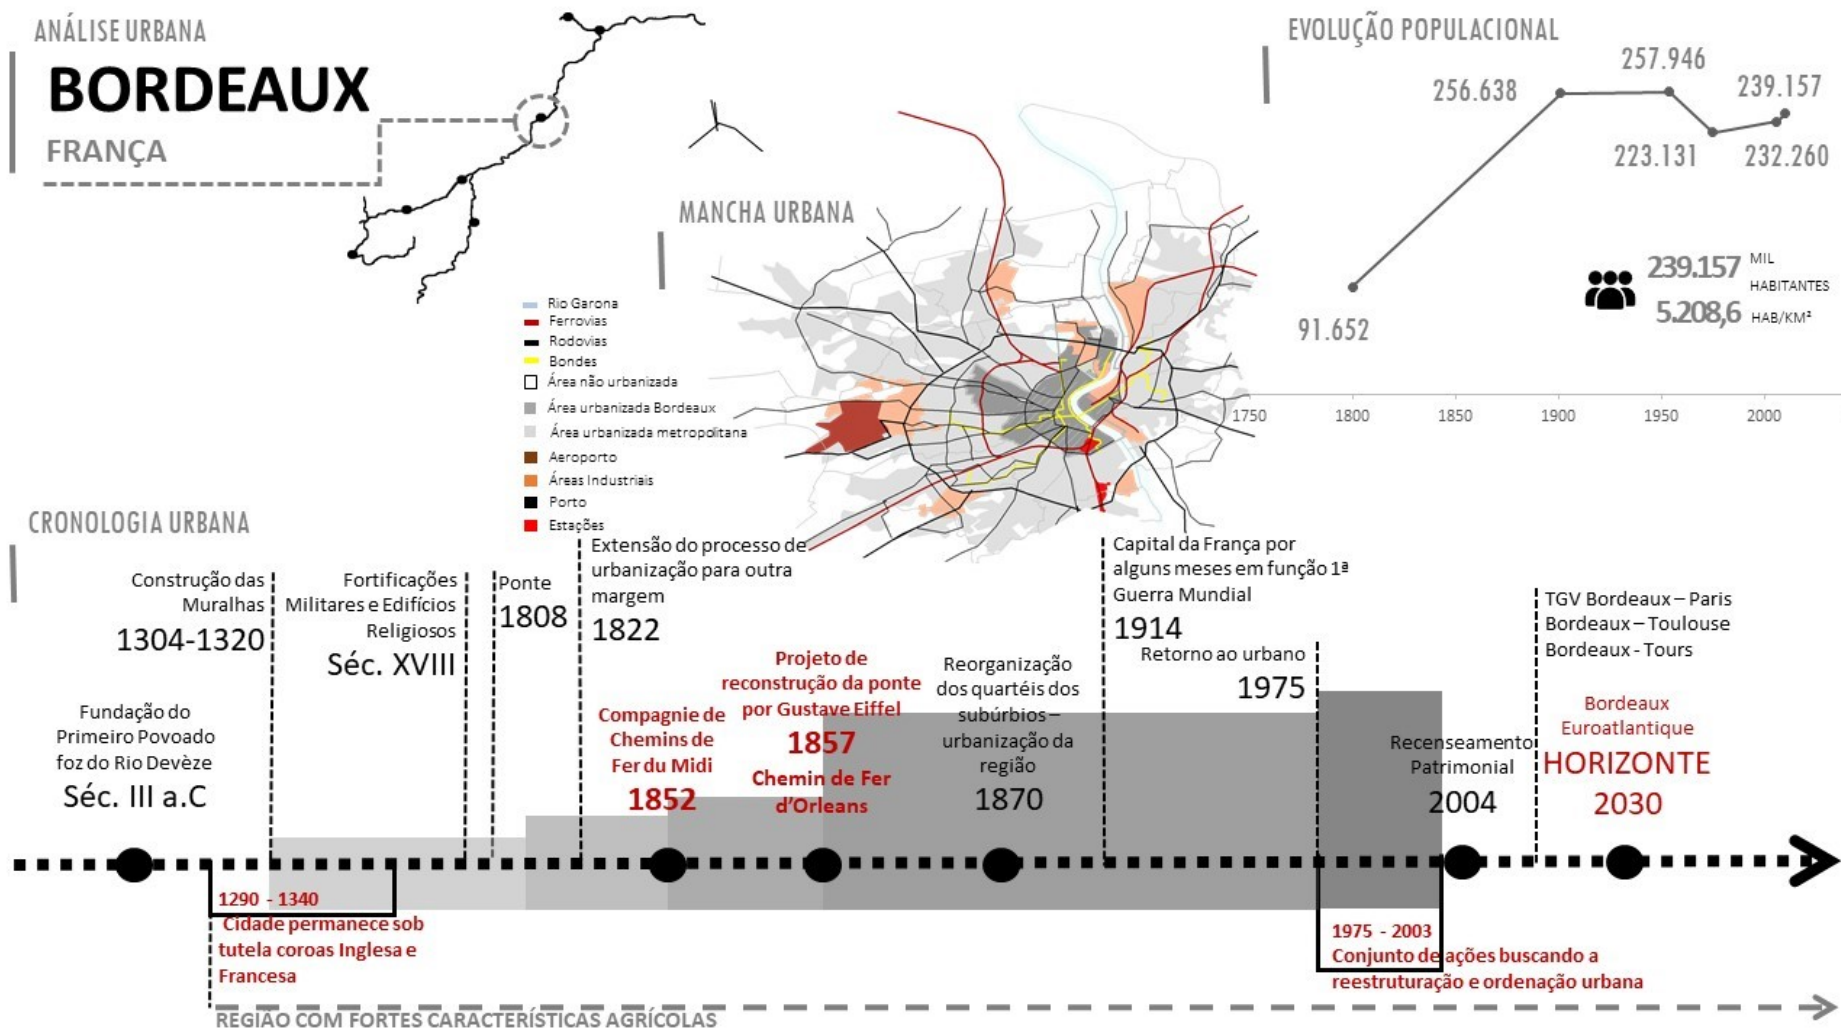 ANÁLISE URBANA
BORDEAUX
FRANÇA
EVOLUÇÃO POPULACIONAL
256.638
257.946
239.157
223.131
232.260
91.652
239.157 MIL
HABITANTES
5.208,6 HAB/KM²
1750 1800 1850 1900 1950 2000
MANCHA URBANA
Rio Garona
Ferrovias
Rodovias
Bondes
Área não urbanizada
Área urbanizada Bordeaux
Área urbanizada metropolitana
Aeroporto
Áreas Industriais
Porto
Estações
CRONOLOGIA URBANA
Fundação do
Primeiro Povoado
foz do Rio Devèze
Séc. III a.C
Construção das
Muralhas
1304-1320
Fortificações
Militares e Edifícios
Religiosos
Séc. XVIII
Ponte
1808
Extensão do processo de
urbanização para outra
margem
1822
Compagnie de
Chemins de
Fer du Midi
1852
Projeto de
reconstrução da ponte
por Gustave Eiffel
1857
Chemin de Fer
d'Orleans
Reorganização
dos quartéis dos
subúrbios –
urbanização da
região
1870
Capital da França por
alguns meses em função 1ª
Guerra Mundial
1914
Retorno ao urbano
1975
Recenseamento
Patrimonial
2004
TGV Bordeaux – Paris
Bordeaux – Toulouse
Bordeaux - Tours
Bordeaux
Euroatlantique
HORIZONTE
2030
1290 - 1340
Cidade permanece sob
tutela coroas Inglesa e
Francesa
1975 - 2003
Conjunto de ações buscando a
reestruturação e ordenação urbana
REGIÃO COM FORTES CARACTERÍSTICAS AGRÍCOLAS